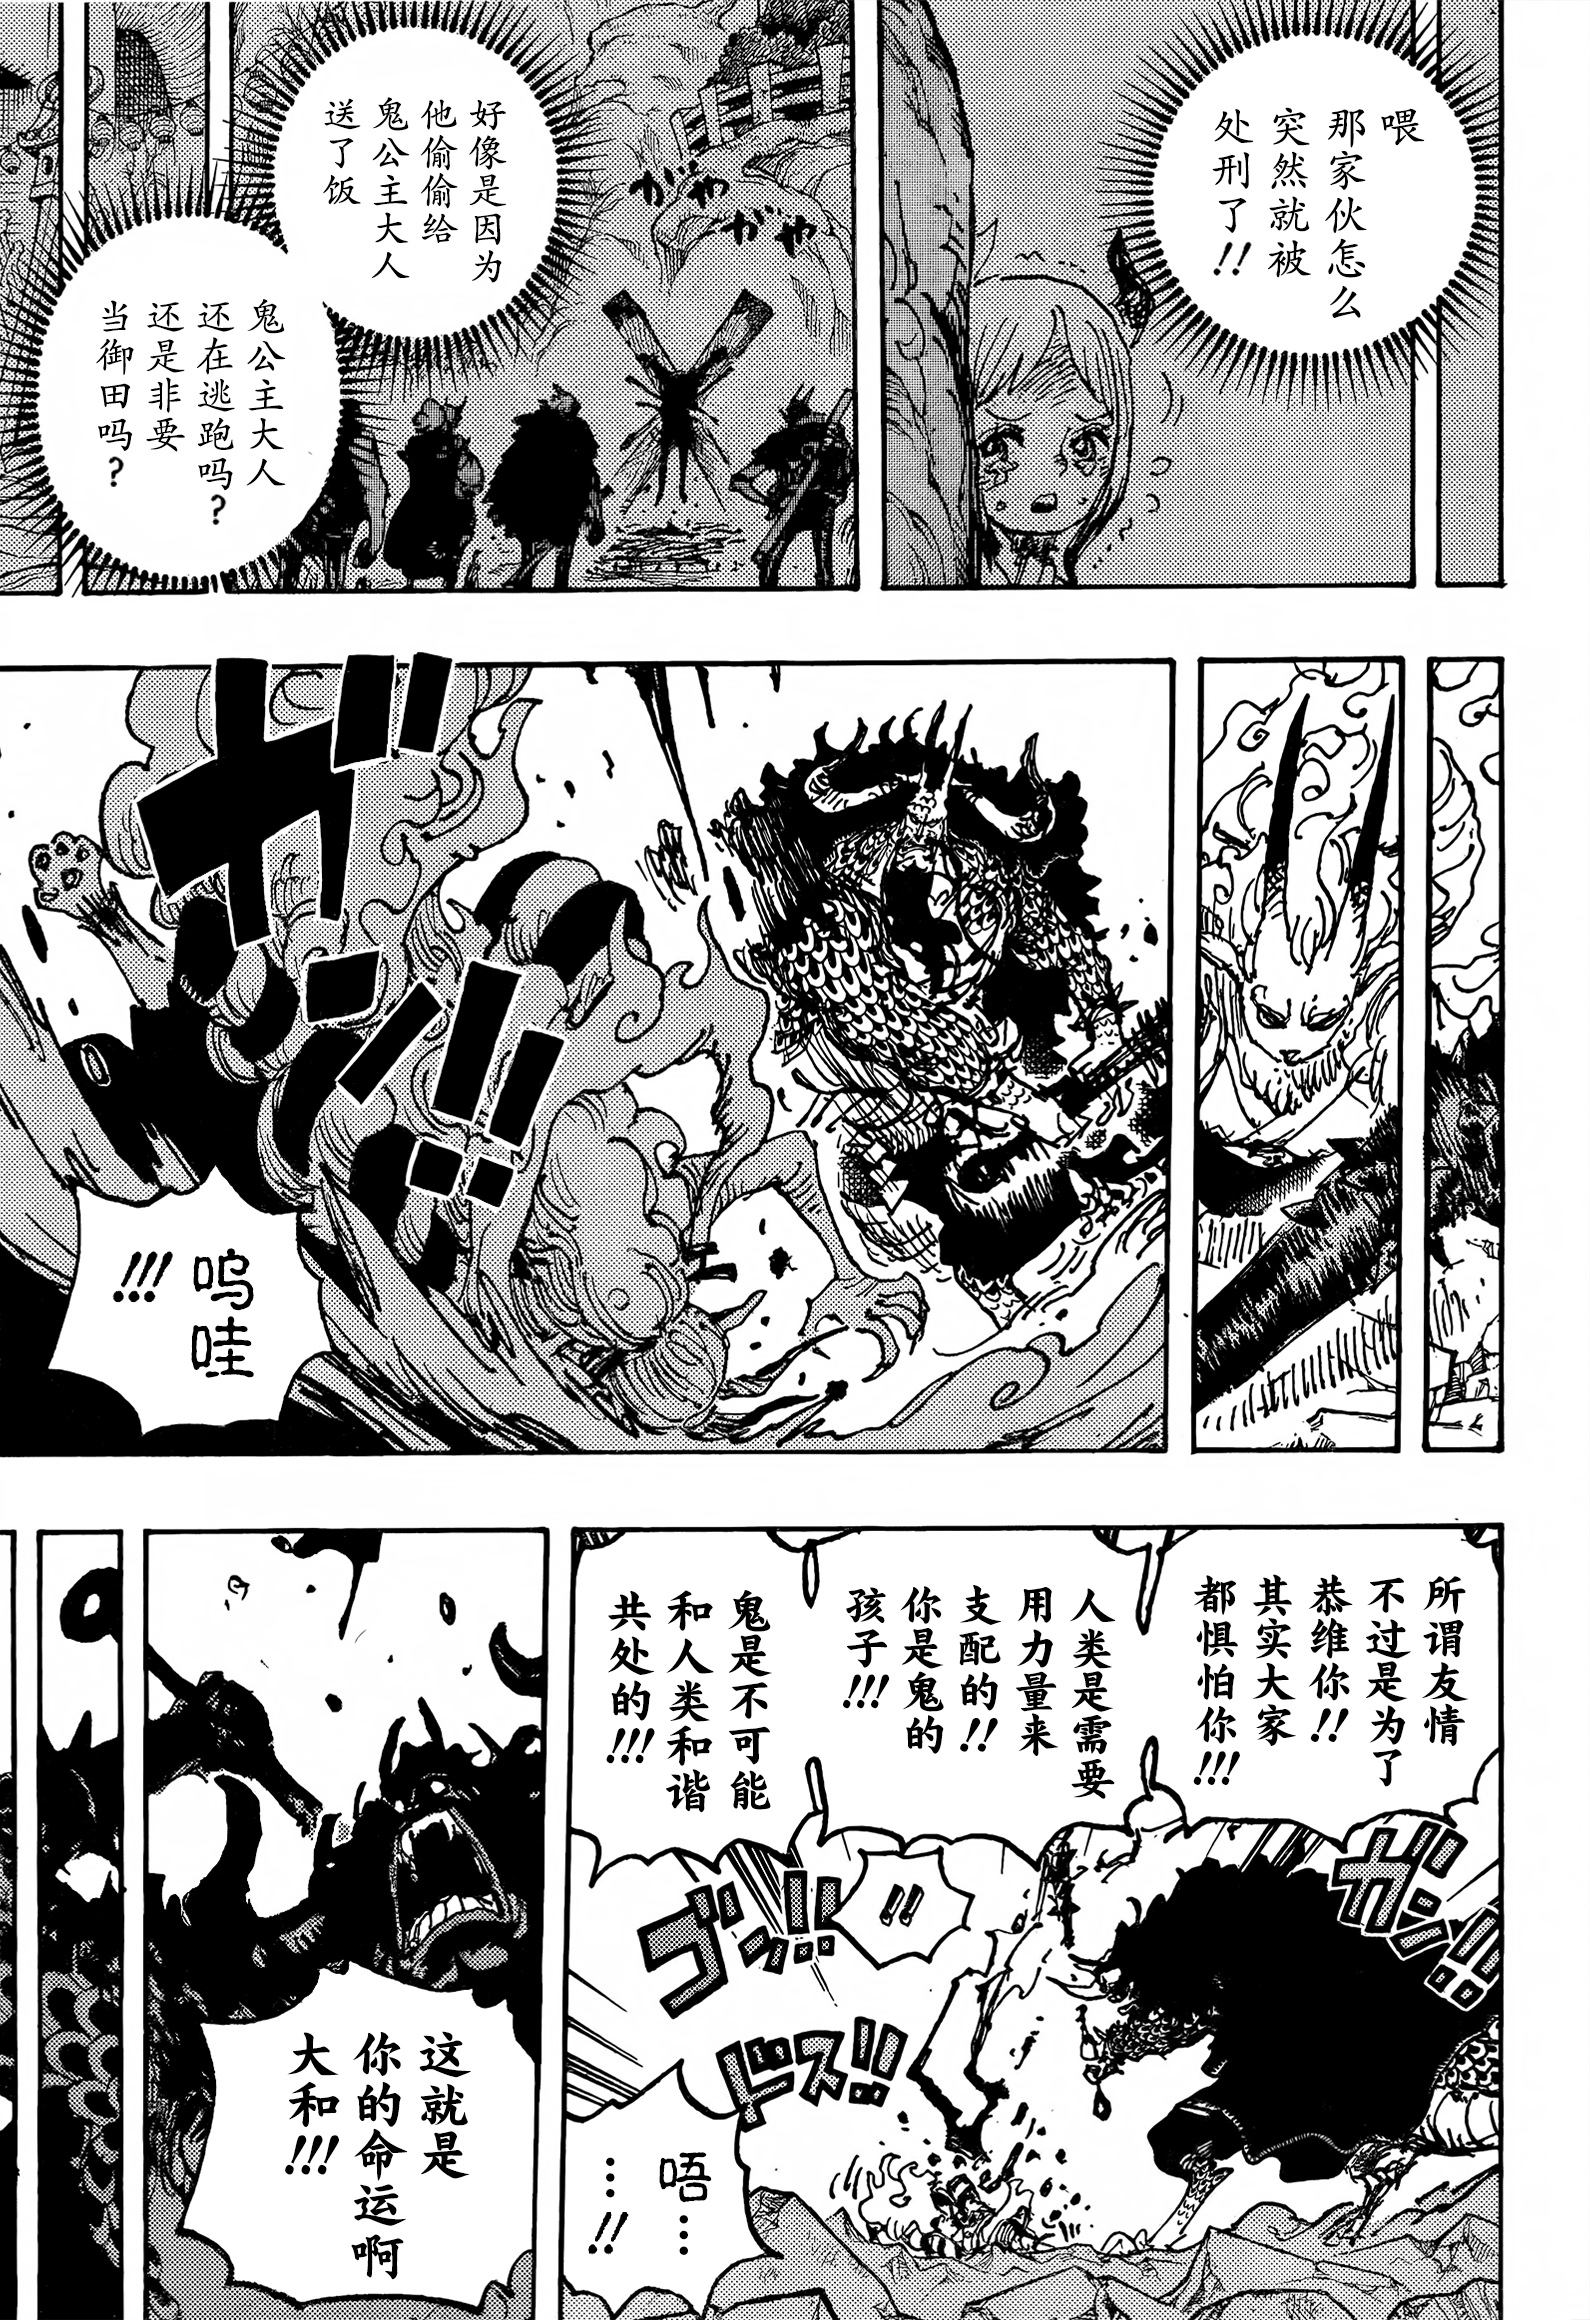 喂
那家伙怎么
突然就被
处刑了!!
好像是因为
他偷偷给
鬼公主大人
送了饭
鬼公主大人
还在逃跑吗?
还是非要
当御田吗?
ガヤ
ガヤ
ガン!!
呜哇
!!!
所谓友情
不过是为了
恭维你!!
其实大家
都惧怕你!!!
人类是需要
用力量来
支配的!!
你是鬼的
孩子!!!
鬼是不可能
和人类和谐
共处的!!!
ガン!!
!!
ゴゥ!!
ドス!!
唔…
…!!
这就是
你的命运啊
大和!!!